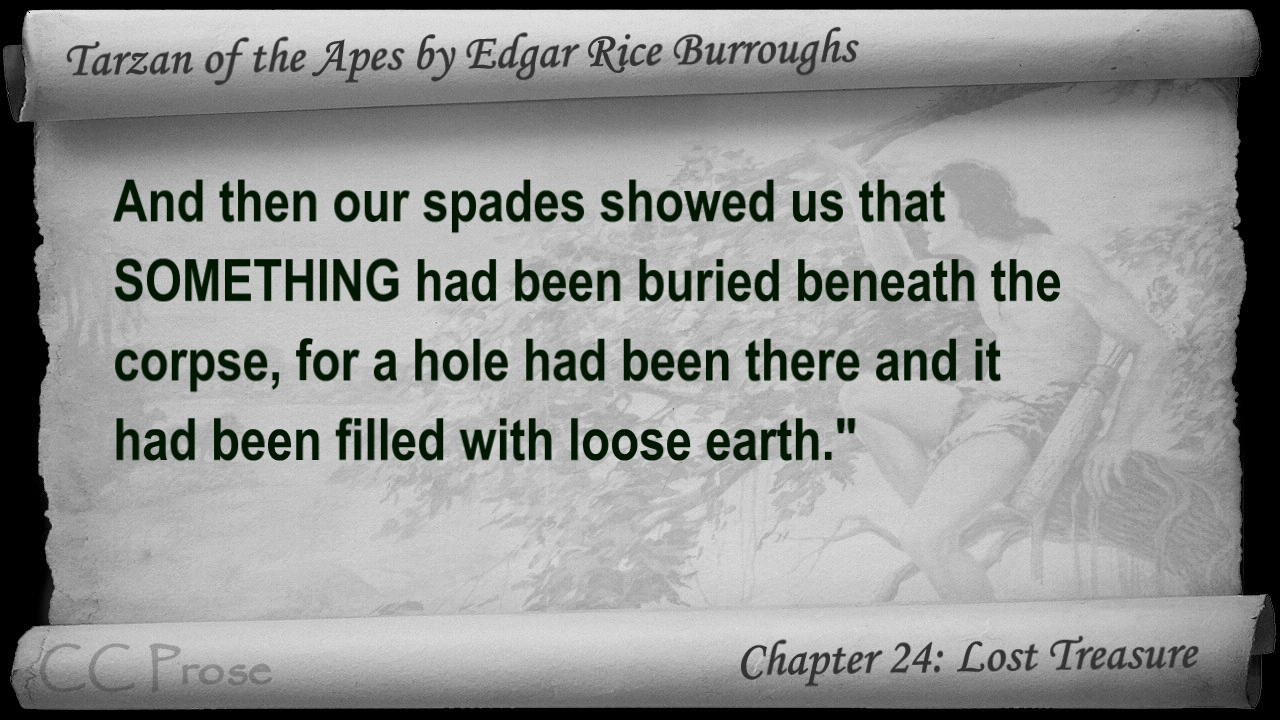 Tarzan of the Apes by Edgar Rice Burroughs
And then our spades showed us that
SOMETHING had been buried beneath the
corpse, for a hole had been there and it
had been filled with loose earth."
CC Prose
Chapter 24: Lost Treasure